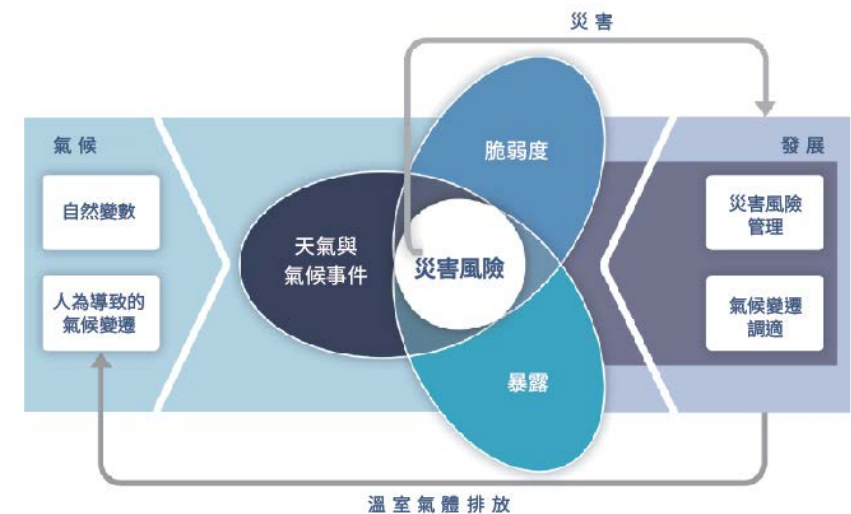 災害
氣候
自然變數
人為導致的
氣候變遷
天氣與
氣候事件
脆弱度
災害風險
暴露
發展
災害風險
管理
氣候變遷
調適
溫室氣體排放